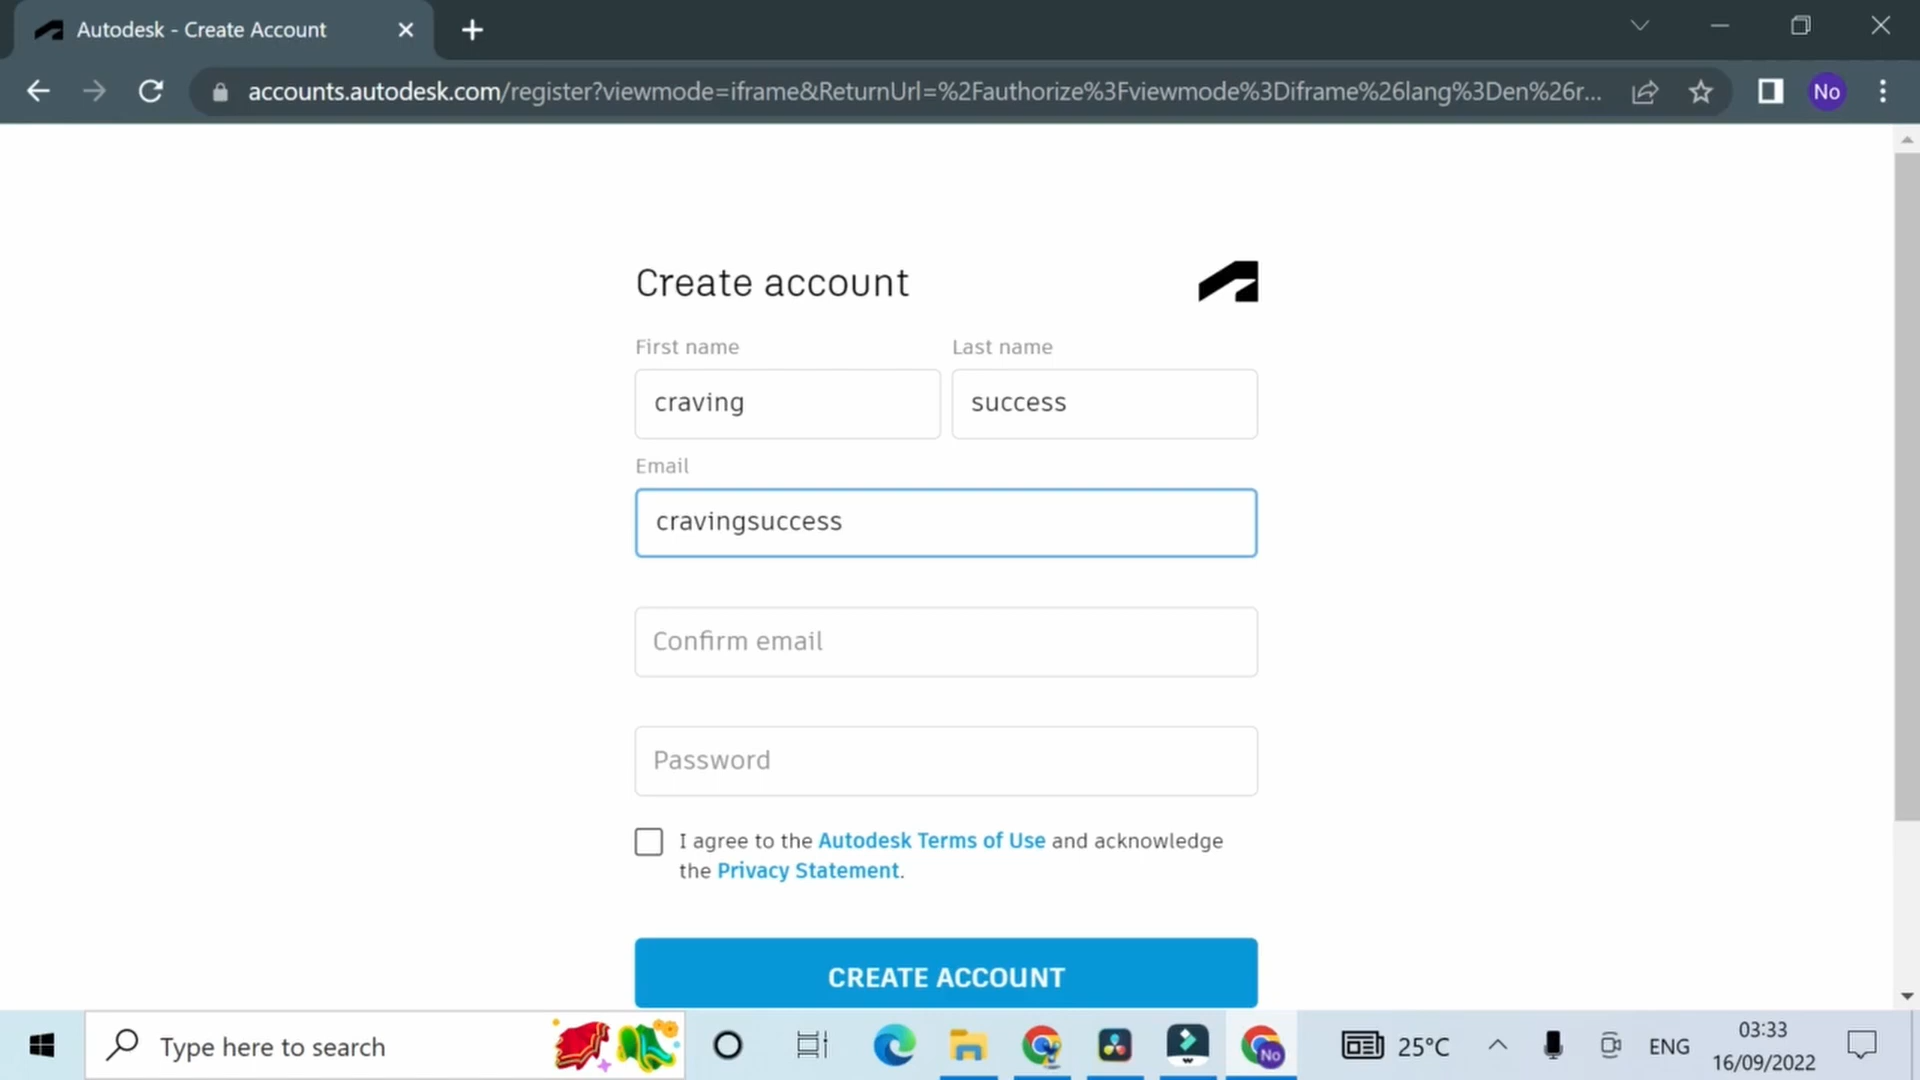 Autodesk - Create Account
accounts.autodesk.com/register?viewmode=iframe&ReturnUrl=%2Fauthorize%3Fviewmode%3Diframe%26lang%3Den%26r...
No
Create account
First name
Last name
craving
success
Email
cravingsuccess
Confirm email
Password
I agree to the Autodesk Terms of Use and acknowledge
the Privacy Statement.
CREATE ACCOUNT
Type here to search
No
25°C
ENG
03:33
16/09/2022